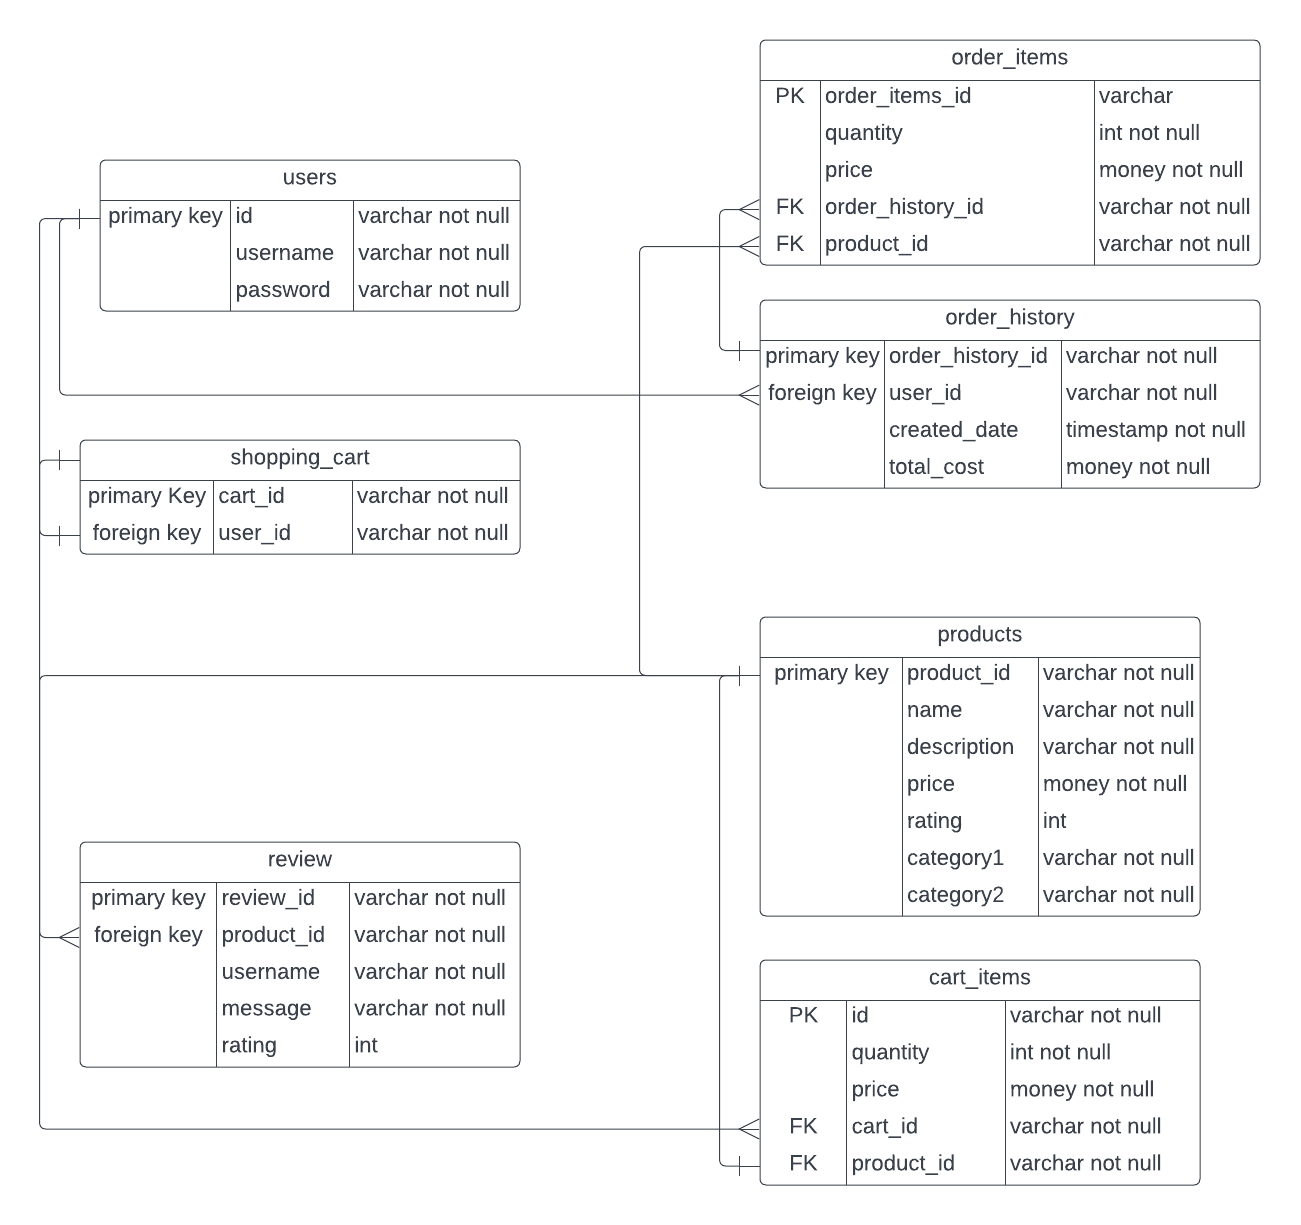 order_items
PK order_items_id varchar
quantity int not null
price money not null
FK order_history_id varchar not null
FK product_id varchar not null
users
primary key id varchar not null
username varchar not null
password varchar not null
order_history
primary key order_history_id varchar not null
foreign key user_id varchar not null
created_date timestamp not null
total_cost money not null
shopping_cart
primary Key cart_id varchar not null
foreign key user_id varchar not null
products
primary key product_id varchar not null
name varchar not null
description varchar not null
price money not null
rating int
category1 varchar not null
category2 varchar not null
review
primary key review_id varchar not null
foreign key product_id varchar not null
username varchar not null
message varchar not null
rating int
cart_items
PK id varchar not null
quantity int not null
price money not null
FK cart_id varchar not null
FK product_id varchar not null